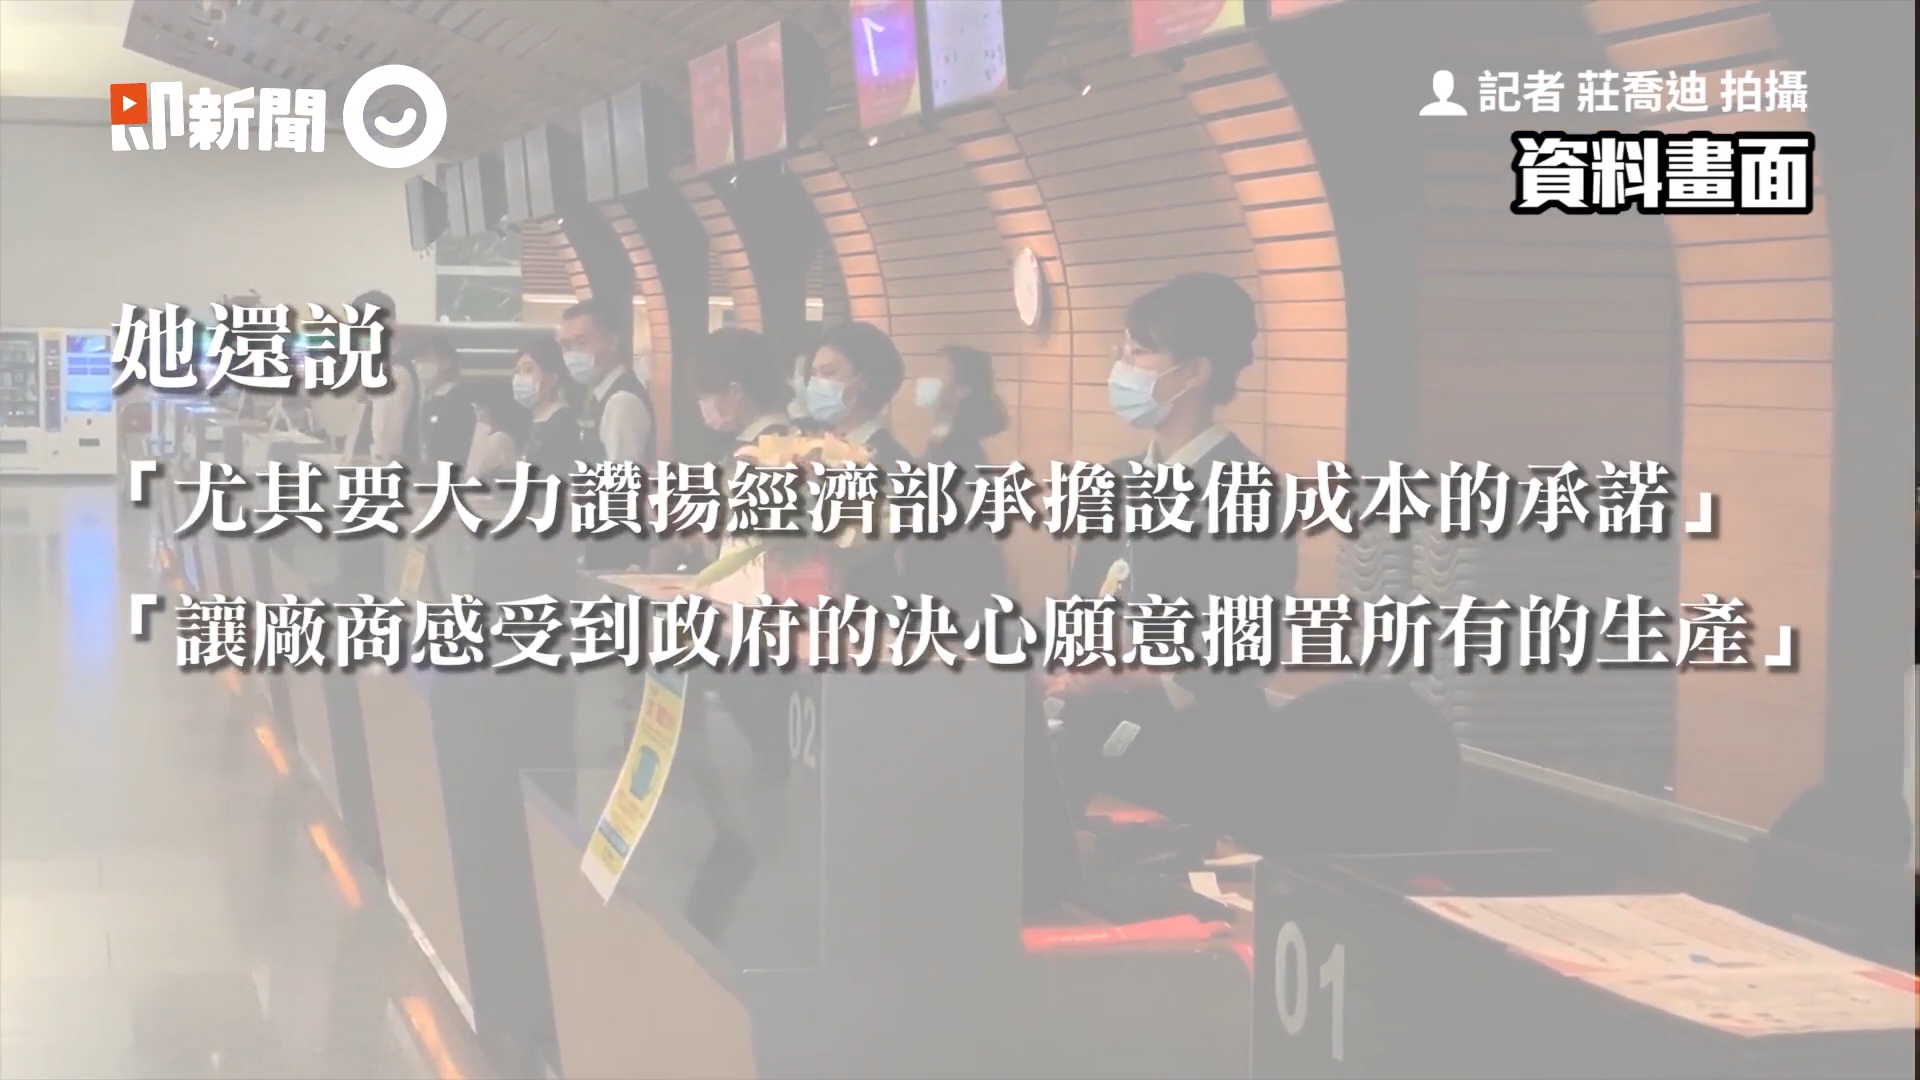 即新聞
記者 莊喬迪 拍攝
資料畫面
她還說
「尤其要大力讚揚經濟部承擔設備成本的承諾」
「讓廠商感受到政府的決心願意擱置所有的生產」
02
01